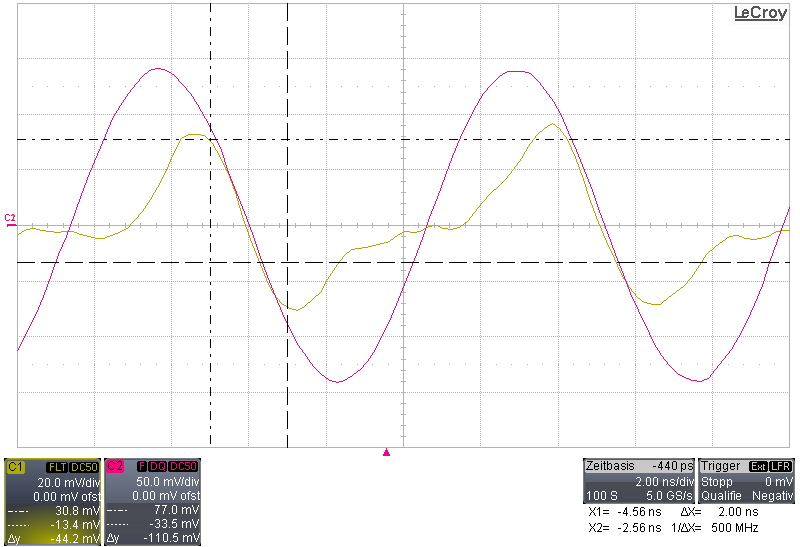 LeCroy
C2
C1 FLT DC50
20.0 mV/div
0.00 mV ofst
30.8 mV
-13.4 mV
Δy -44.2 mV
C2 F DQ DC50
50.0 mV/div
0.00 mV ofst
77.0 mV
-33.5 mV
Δy -110.5 mV
Zeitbasis -440 ps
2.00 ns/div
100 S 5.0 GS/s
Trigger Ext LFR
Stopp 0 mV
Qualifie Negativ
X1= -4.56 ns ΔX= 2.00 ns
X2= -2.56 ns 1/ΔX= 500 MHz